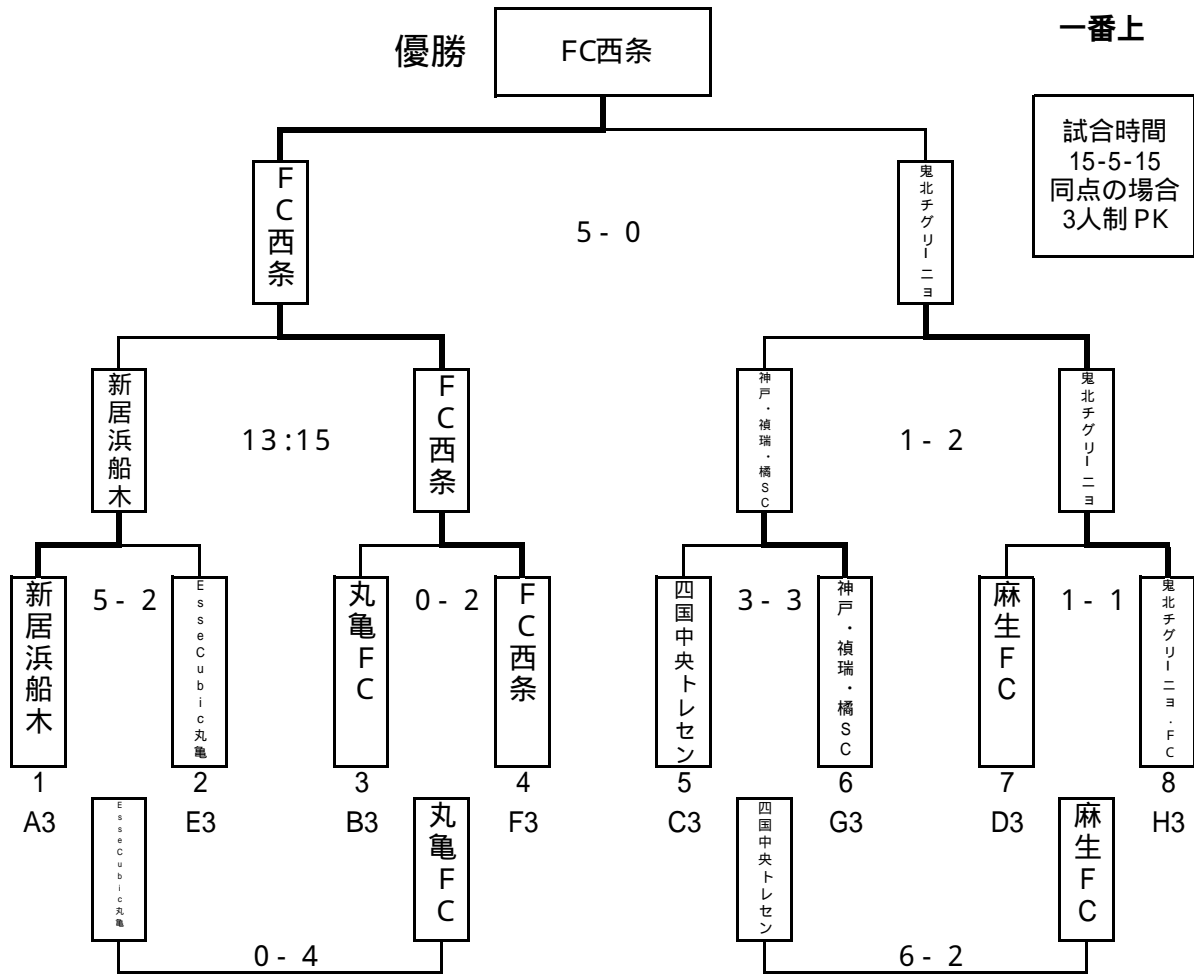 一番上
優勝
FC西条
試合時間
15-5-15
同点の場合
3人制 PK
FC西条
5 - 0
鬼北チグリーニョ
新居浜船木
13:15
FC西条
神戸・禎瑞・橘SC
1 - 2
鬼北チグリーニョ
新居浜船木
5 - 2
EsseCubic丸亀
丸亀FC
0 - 2
FC西条
四国中央トレセン
3 - 3
神戸・禎瑞・橘SC
麻生FC
1 - 1
鬼北チグリーニョ.FC
1 2 3 4 5 6 7 8
A3 E3 B3 F3 C3 G3 D3 H3
EsseCubic丸亀
0 - 4
丸亀FC
四国中央トレセン
6 - 2
麻生FC